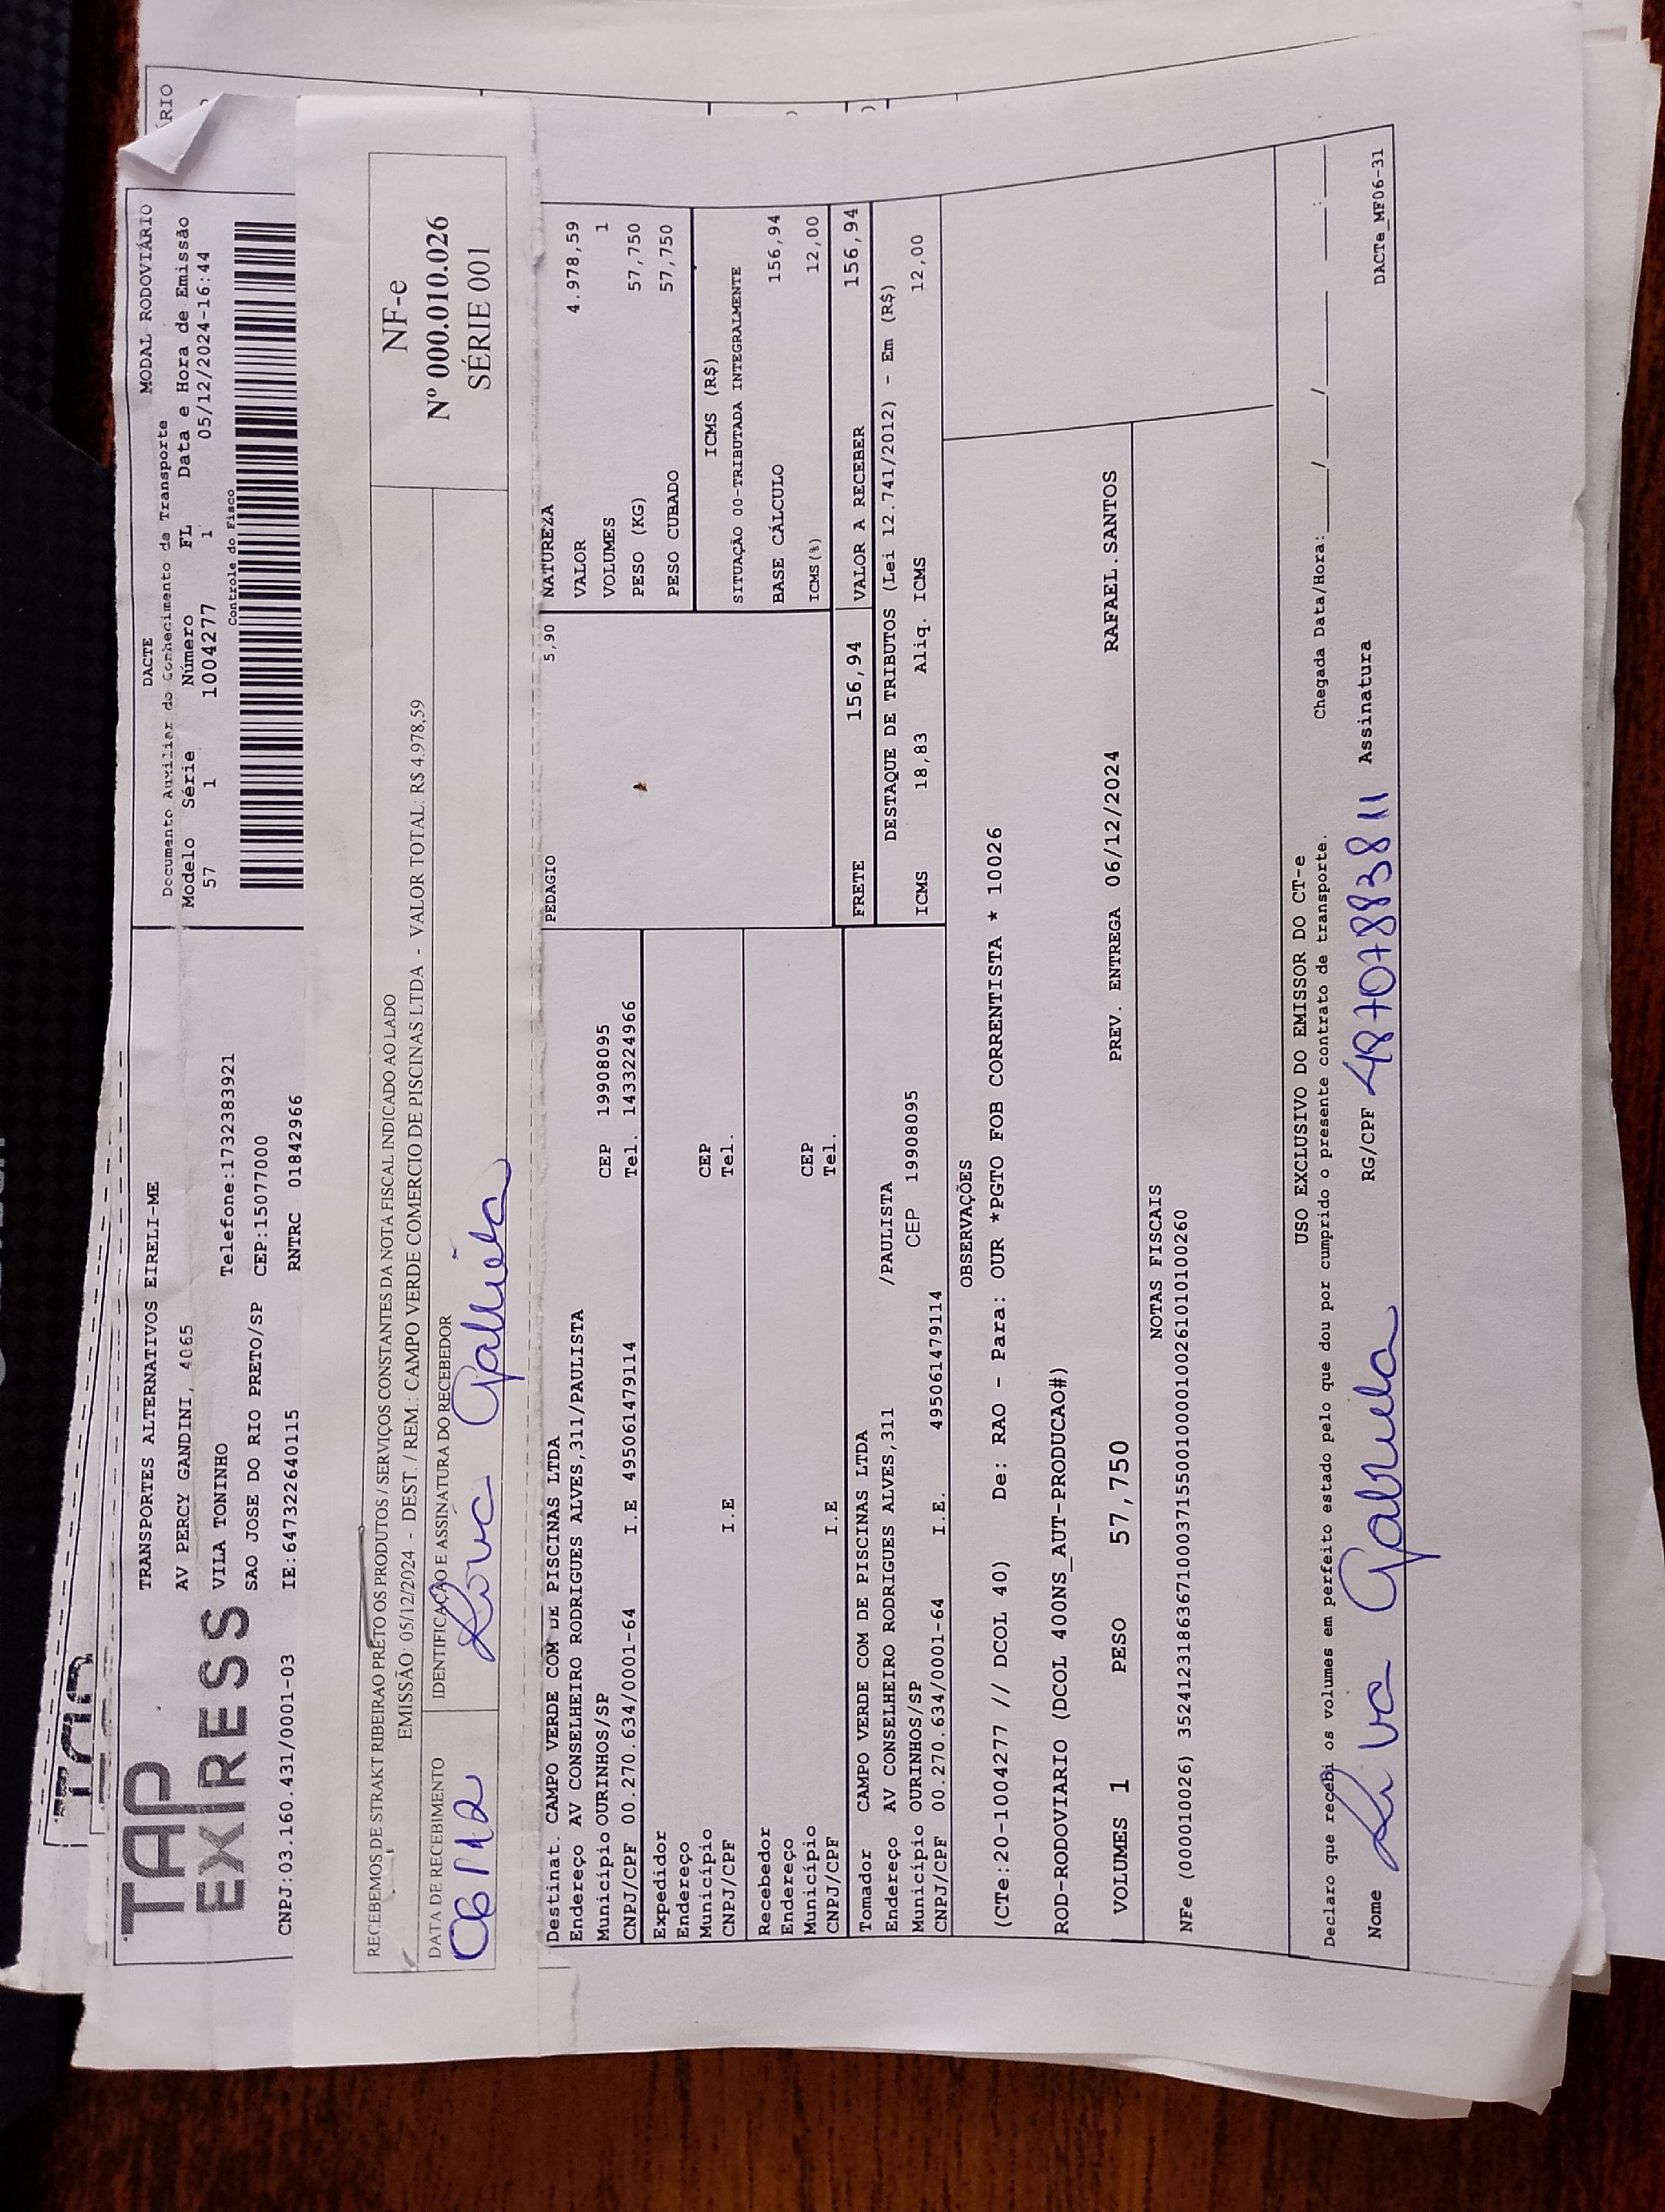 TAP
EXPRESS
TRANSPORTES ALTERNATIVOS EIRELI-ME
AV PERCY GANDINI, 4065
VILA TONINHO Telefone:1732383921
SAO JOSE DO RIO PRETO/SP CEP:15077000
CNPJ:03.160.431/0001-03 IE:647322640115 RNTRC 01842966
DACTE MODAL RODOVIÁRIO
Documento Auxiliar do Conhecimento de Transporte
Modelo Série Número FL Data e Hora de Emissão
57 1 1004277 1 05/12/2024-16:44
Controle do Fisco
RECEBEMOS DE STRAKT RIBEIRAO PRETO OS PRODUTOS / SERVIÇOS CONSTANTES DA NOTA FISCAL INDICADO AO LADO
EMISSÃO: 05/12/2024 - DEST. / REM.: CAMPO VERDE COMERCIO DE PISCINAS LTDA - VALOR TOTAL: R$ 4.978,59
DATA DE RECEBIMENTO IDENTIFICAÇÃO E ASSINATURA DO RECEBEDOR
06/12 Livia Gabriela
NF-e
Nº 000.010.026
SÉRIE 001
Destinat. CAMPO VERDE COM DE PISCINAS LTDA
Endereço AV CONSELHEIRO RODRIGUES ALVES,311/PAULISTA
Município OURINHOS/SP CEP 19908095
CNPJ/CPF 00.270.634/0001-64 I.E 495061479114 Tel. 1433224966
Expedidor
Endereço
Município CEP
CNPJ/CPF I.E Tel.
Recebedor
Endereço
Município CEP
CNPJ/CPF I.E Tel.
Tomador CAMPO VERDE COM DE PISCINAS LTDA
Endereço AV CONSELHEIRO RODRIGUES ALVES,311 /PAULISTA
Município OURINHOS/SP CEP 19908095
CNPJ/CPF 00.270.634/0001-64 I.E. 495061479114
PEDAGIO 5,90
NATUREZA
VALOR 4.978,59
VOLUMES 1
PESO (KG) 57,750
PESO CUBADO 57,750
ICMS (R$)
SITUAÇÃO 00-TRIBUTADA INTEGRALMENTE
BASE CÁLCULO 156,94
ICMS(%) 12,00
FRETE 156,94 VALOR A RECEBER 156,94
DESTAQUE DE TRIBUTOS (Lei 12.741/2012) - Em (R$)
ICMS 18,83 Aliq. ICMS 12,00
OBSERVAÇÕES
(CTe:20-1004277 // DCOL 40) De: RAO - Para: OUR *PGTO FOB CORRENTISTA * 10026
ROD-RODOVIARIO (DCOL 400NS_AUT-PRODUCAO#)
VOLUMES 1 PESO 57,750 PREV. ENTREGA 06/12/2024 RAFAEL.SANTOS
NOTAS FISCAIS
NFe (000010026) 35241231863671000371550010000100261010100260
USO EXCLUSIVO DO EMISSOR DO CT-e
Declaro que recebi os volumes em perfeito estado pelo que dou por cumprido o presente contrato de transporte. Chegada Data/Hora:____/____/____ ___:___
Nome Livia Gabriela RG/CPF 48707883811 Assinatura
DACTe_MF06-31